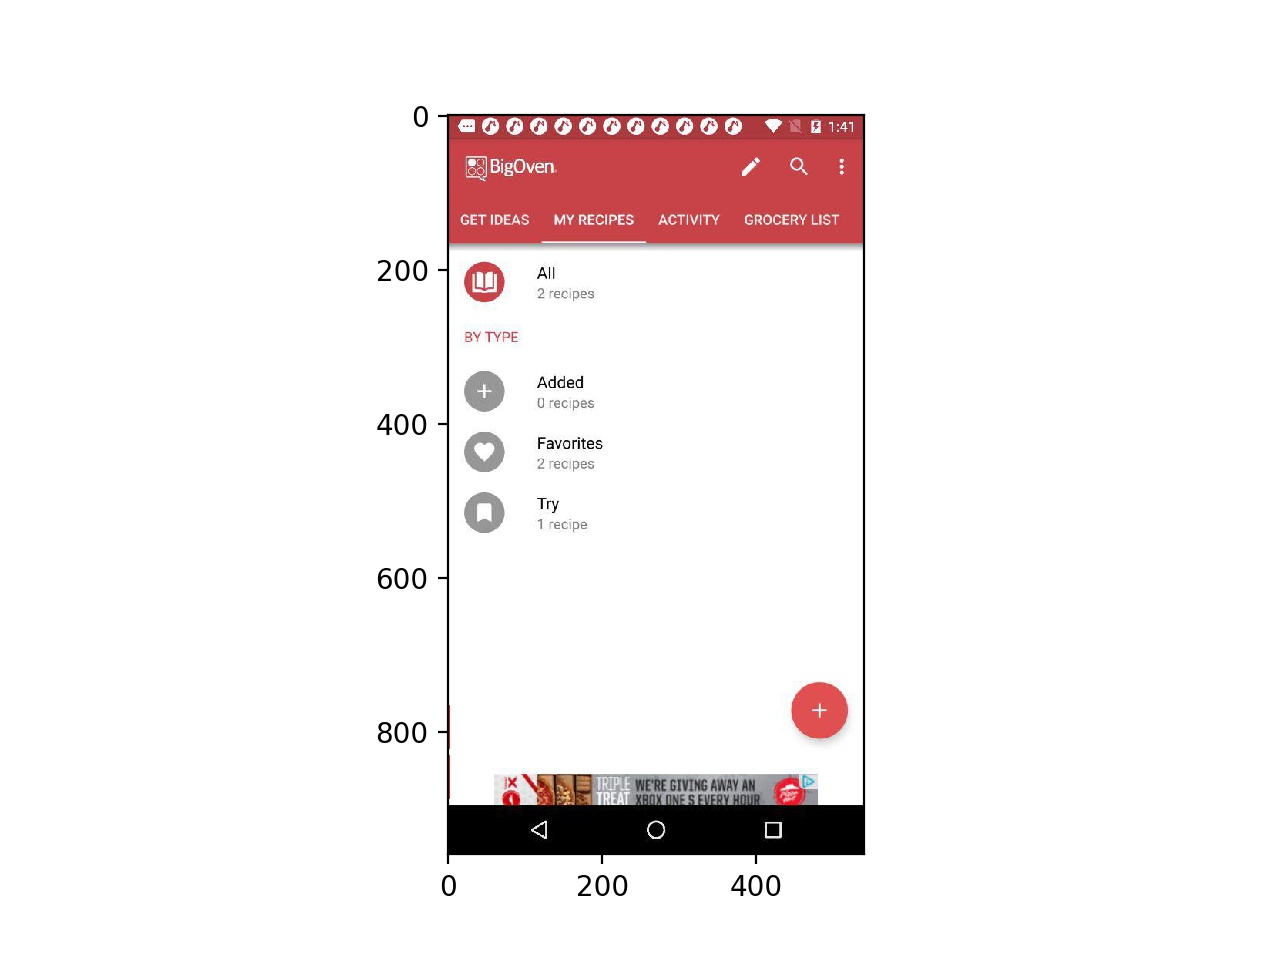 0
1:41
BigOven
GET IDEAS MY RECIPES ACTIVITY GROCERY LIST
200
All
2 recipes
BY TYPE
Added
0 recipes
400
Favorites
2 recipes
Try
1 recipe
600
+
800
TRIPLE TREAT
WE'RE GIVING AWAY AN
XBOX ONE S EVERY HOUR
0 200 400